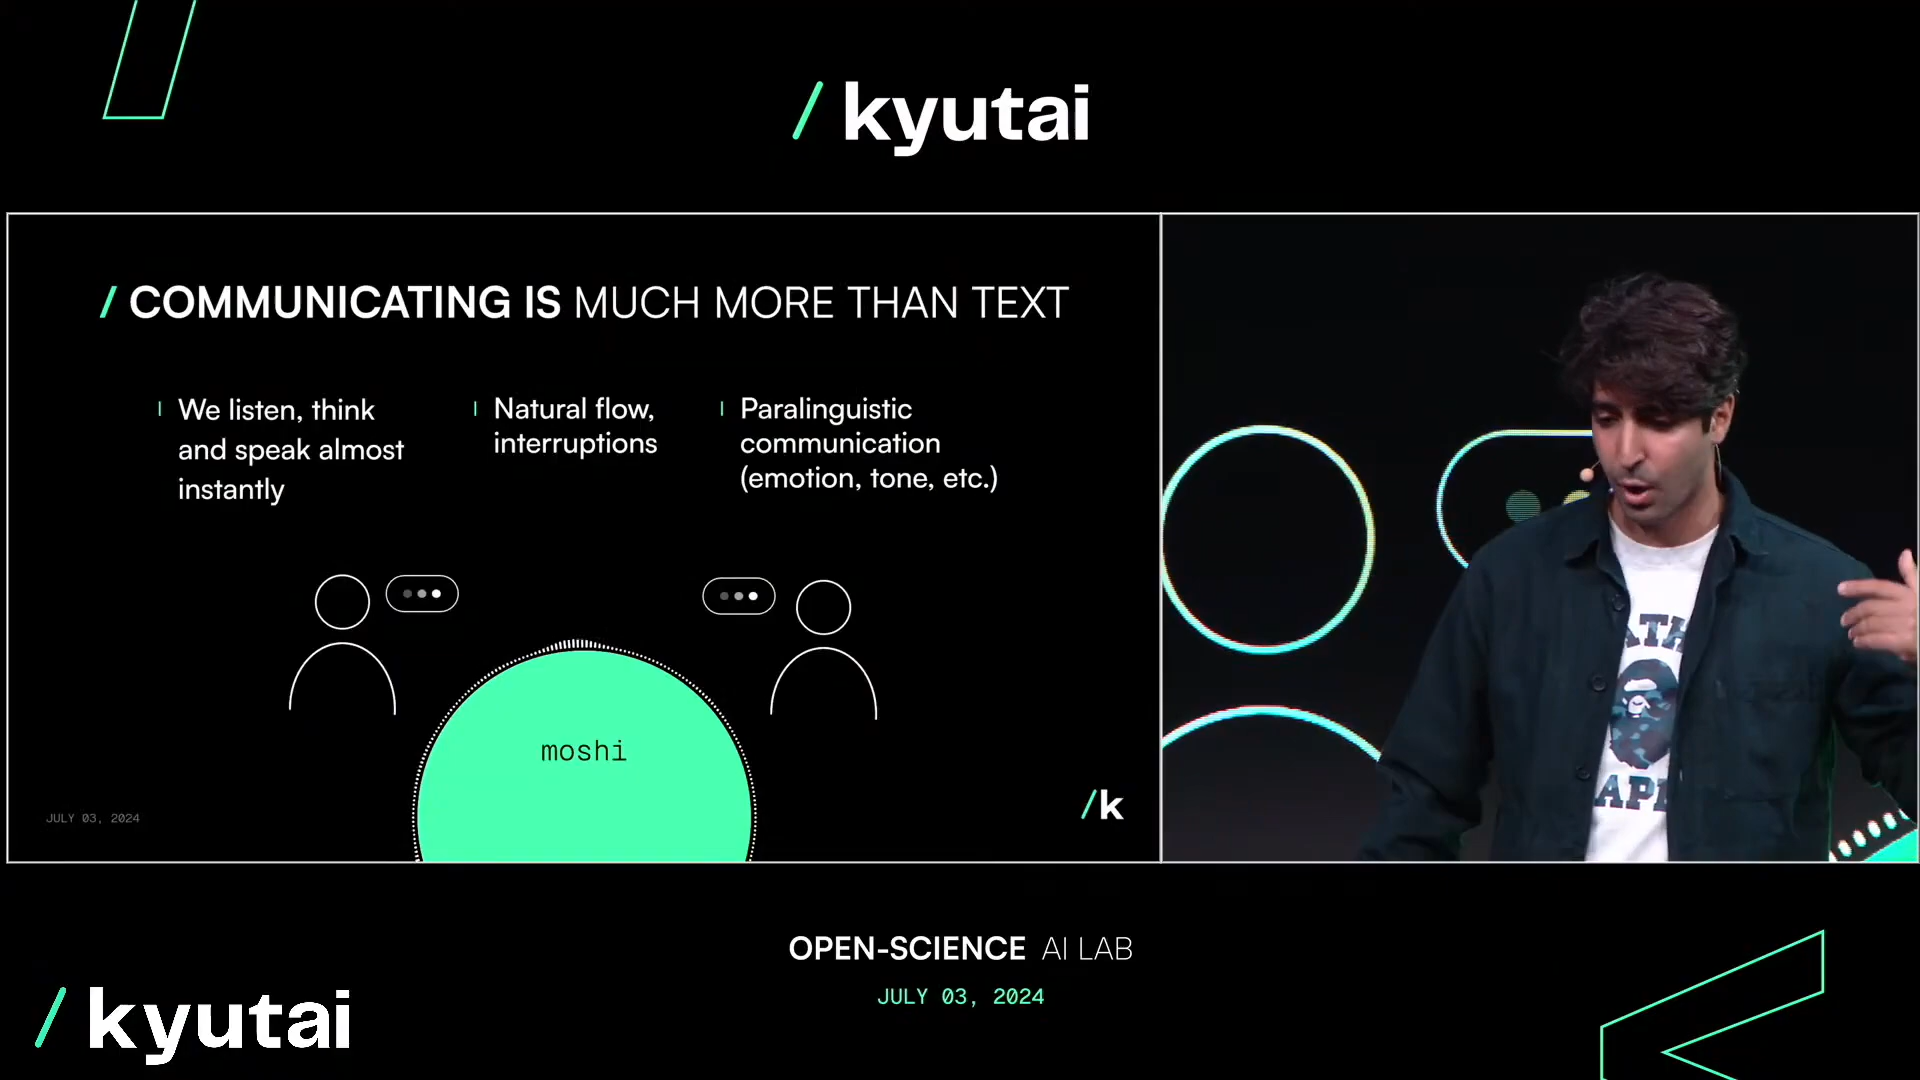 / kyutai
/ COMMUNICATING IS MUCH MORE THAN TEXT
We listen, think
and speak almost
instantly
Natural flow,
interruptions
Paralinguistic
communication
(emotion, tone, etc.)
moshi
JULY 03, 2024
/k
OPEN-SCIENCE AI LAB
JULY 03, 2024
/ kyutai